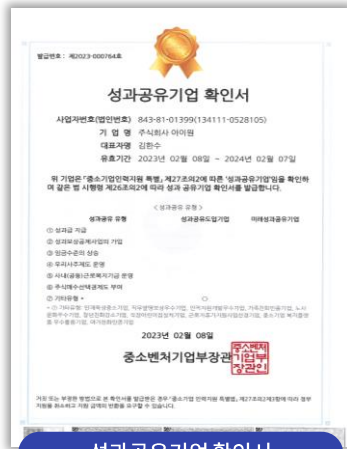 발급번호 : 제2023-000764호
성과공유기업 확인서
사업자번호(법인번호) 843-81-01399(134111-0528105)
기 업 명 주식회사 아이원
대표자명 김한수
유효기간 2023년 02월 08일 ~ 2024년 02월 07일
위 기업은 「중소기업인력지원 특별」 제27조의2에 따른 '성과공유기업'임을 확인하
며 같은 법 시행령 제26조의2에 따라 성과 공유기업 확인서를 발급합니다.
<성과공유 유형>
성과공유 유형 성과공유도입기업 미래성과공유기업
① 성과급 지급
② 성과보상공제사업의 가입
③ 임금수준의 상승
④ 우리사주제도 운영
⑤ 사내(공동)근로복지기금 운영
⑥ 주식매수선택권제도 부여
⑦ 기타유형 * ○
2023년 02월 08일
중소벤처기업부장관
중소벤처
기업부
장관인
성과공유기업 확인서